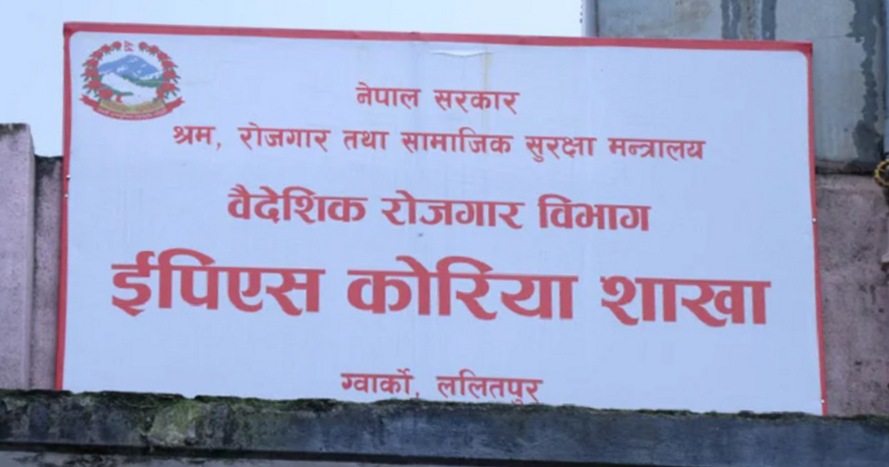 नेपाल सरकार
श्रम, रोजगार तथा सामाजिक सुरक्षा मन्त्रालय
वैदेशिक रोजगार विभाग
ईपिएस कोरिया शाखा
ग्वार्को, ललितपुर